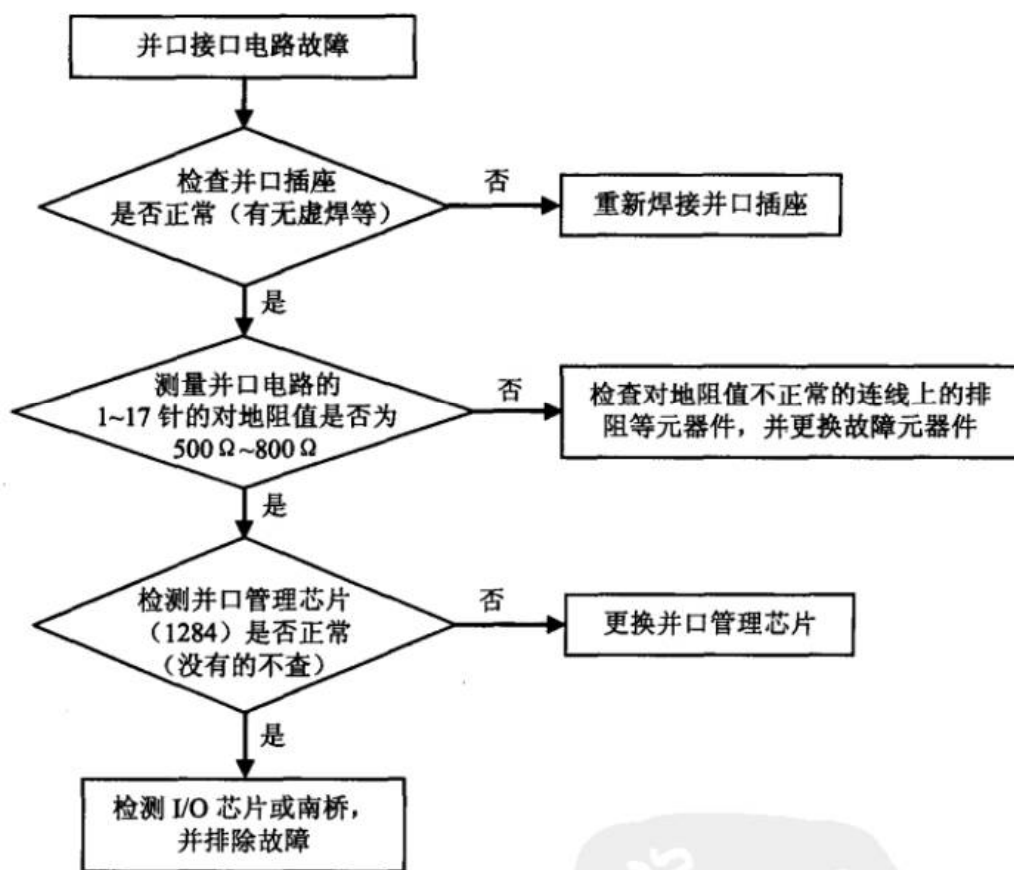 并口接口电路故障
检查并口插座
是否正常（有无虚焊等）
否
重新焊接并口插座
是
测量并口电路的
1~17 针的对地阻值是否为
500Ω~800Ω
否
检查对地阻值不正常的连线上的排
阻等元器件，并更换故障元器件
是
检测并口管理芯片
（1284）是否正常
（没有的不查）
否
更换并口管理芯片
是
检测 I/O 芯片或南桥，
并排除故障